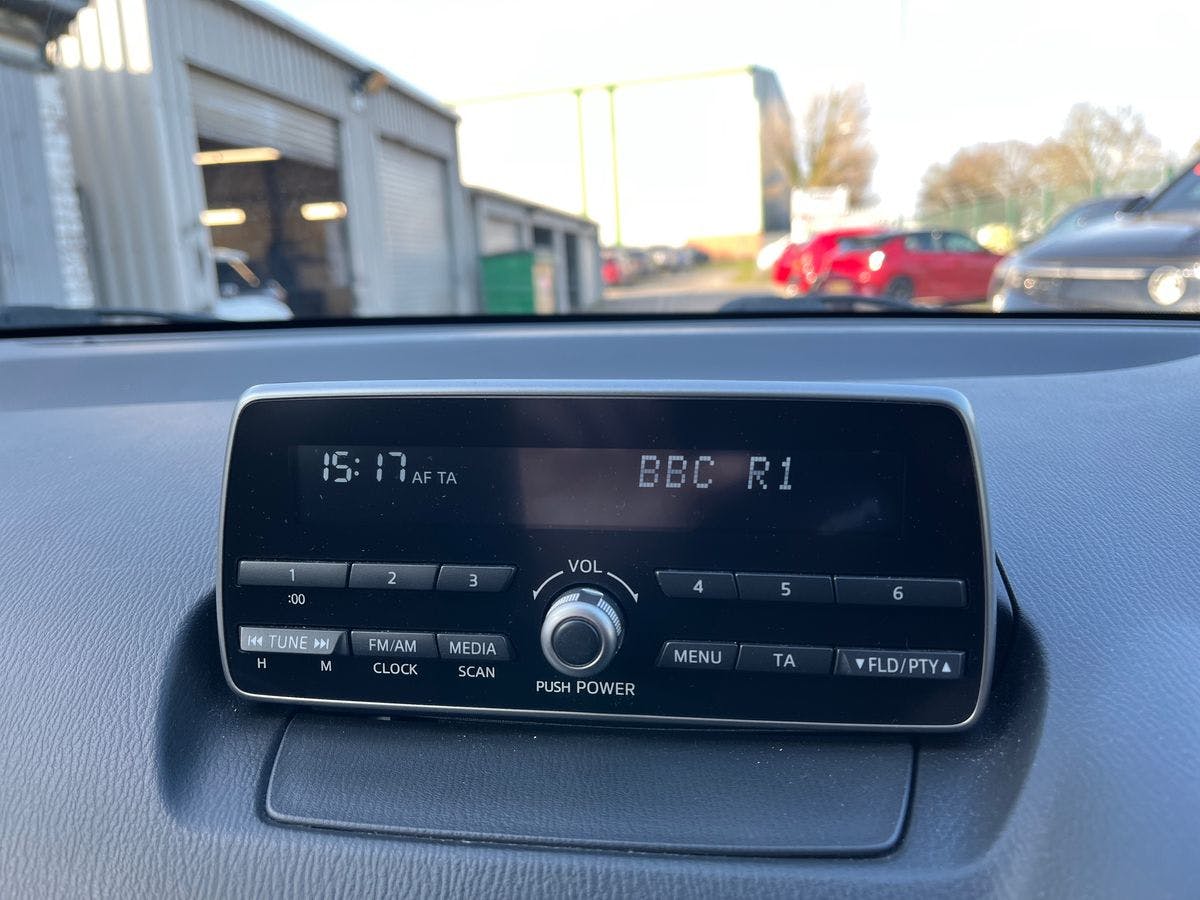 15:17 AF TA BBC R1
VOL
1 2 3 4 5 6
:00
TUNE FM/AM MEDIA MENU TA ▼FLD/PTY▲
H M CLOCK SCAN
PUSH POWER